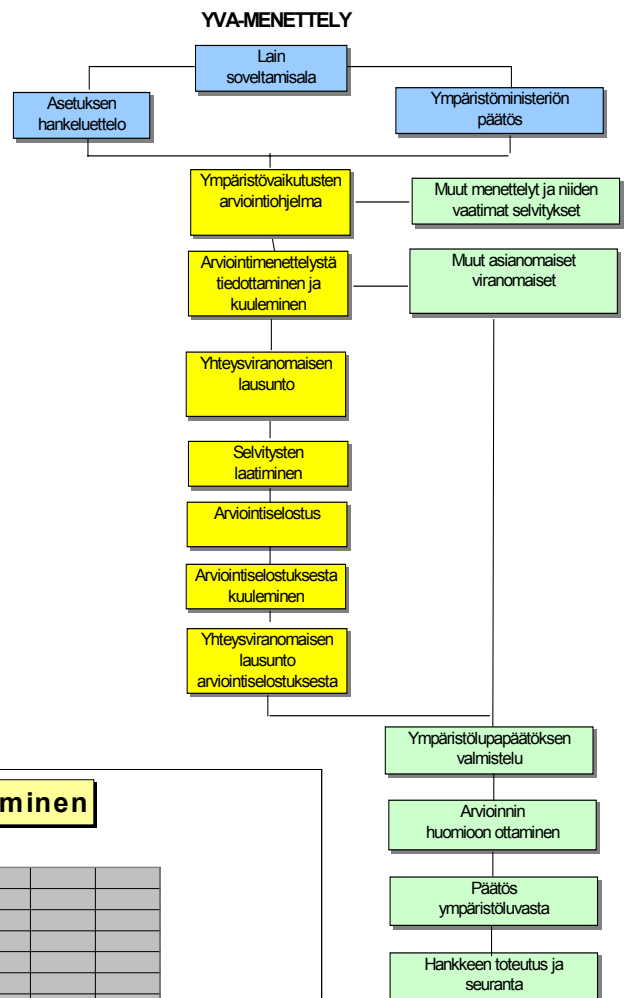 YVA-MENETTELY
Lain
soveltamisala
Asetuksen
hankeluettelo
Ympäristöministeriön
päätös
Ympäristövaikutusten
arviointiohjelma
Muut menettelyt ja niiden
vaatimat selvitykset
Arviointimenettelystä
tiedottaminen ja
kuuleminen
Muut asianomaiset
viranomaiset
Yhteysviranomaisen
lausunto
Selvitysten
laatiminen
Arviointiselostus
Arviointiselostuksesta
kuuleminen
Yhteysviranomaisen
lausunto
arviointiselostuksesta
Ympäristölupapäätöksen
valmistelu
minen
Arvioinnin
huomioon ottaminen
Päätös
ympäristöluvasta
Hankkeen toteutus ja
seuranta